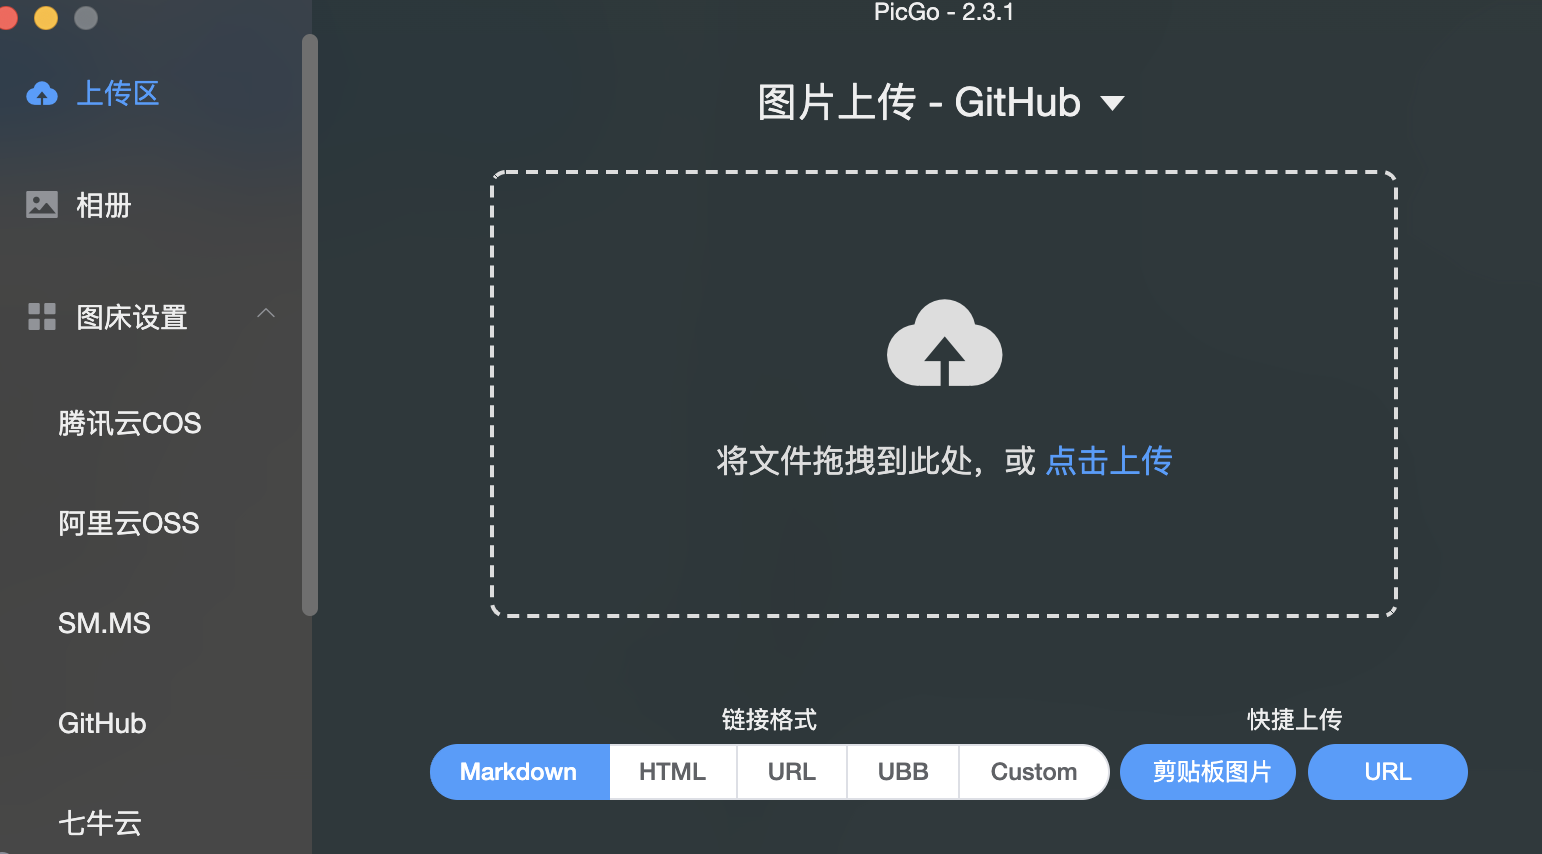 PicGo - 2.3.1
上传区
相册
图床设置
腾讯云COS
阿里云OSS
SM.MS
GitHub
七牛云
图片上传 - GitHub
将文件拖拽到此处，或 点击上传
链接格式
Markdown HTML URL UBB Custom
快捷上传
剪贴板图片 URL